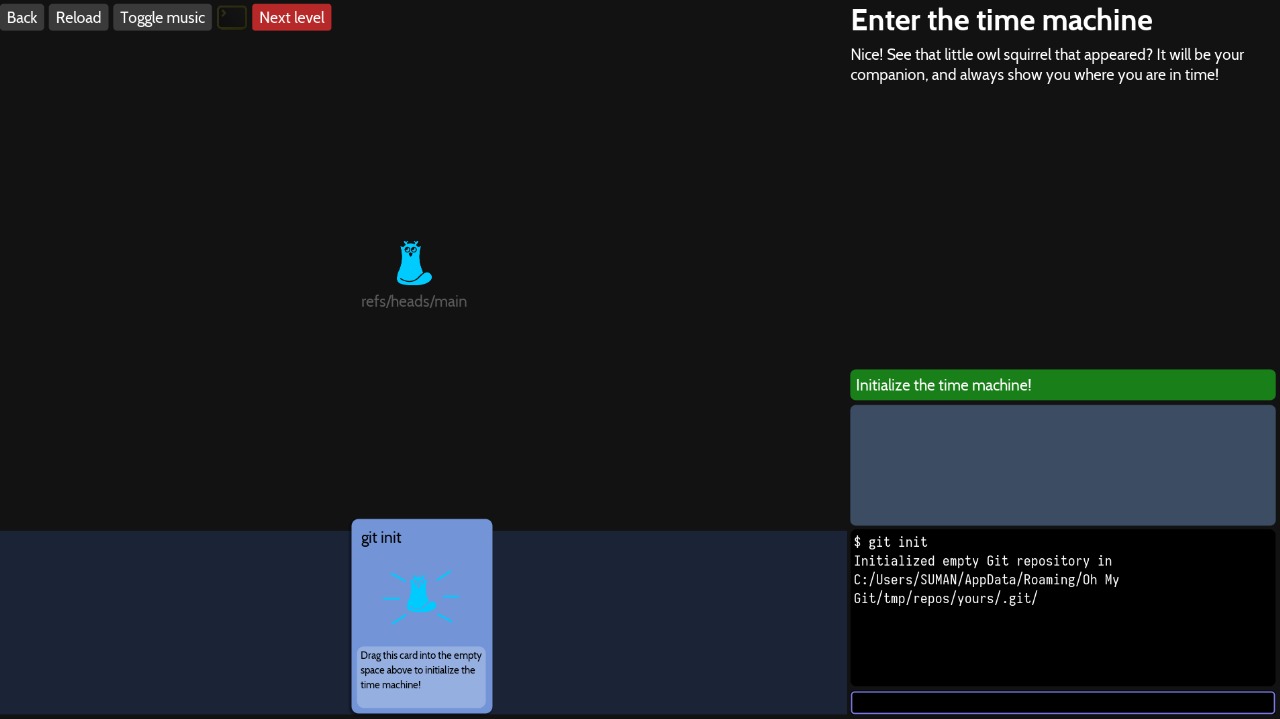 Back
Reload
Toggle music
Next level
Enter the time machine
Nice! See that little owl squirrel that appeared? It will be your
companion, and always show you where you are in time!
refs/heads/main
Initialize the time machine!
git init
Drag this card into the empty
space above to initialize the
time machine!
$ git init
Initialized empty Git repository in
C:/Users/SUMAN/AppData/Roaming/Oh My
Git/tmp/repos/yours/.git/